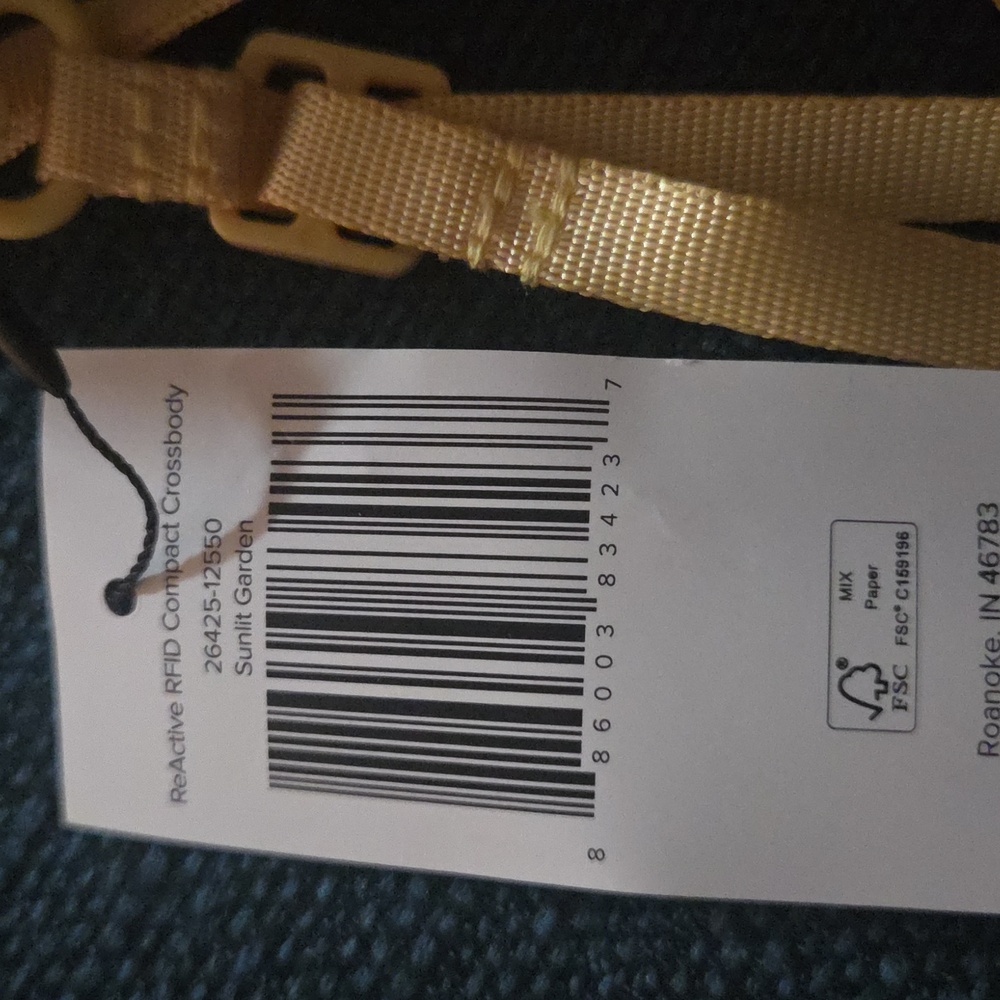 ReActive RFID Compact Crossbody
26425-12550
Sunlit Garden
8 86003 83423 7
MIX
Paper
FSC® C159196
FSC
Roanoke, IN 46783